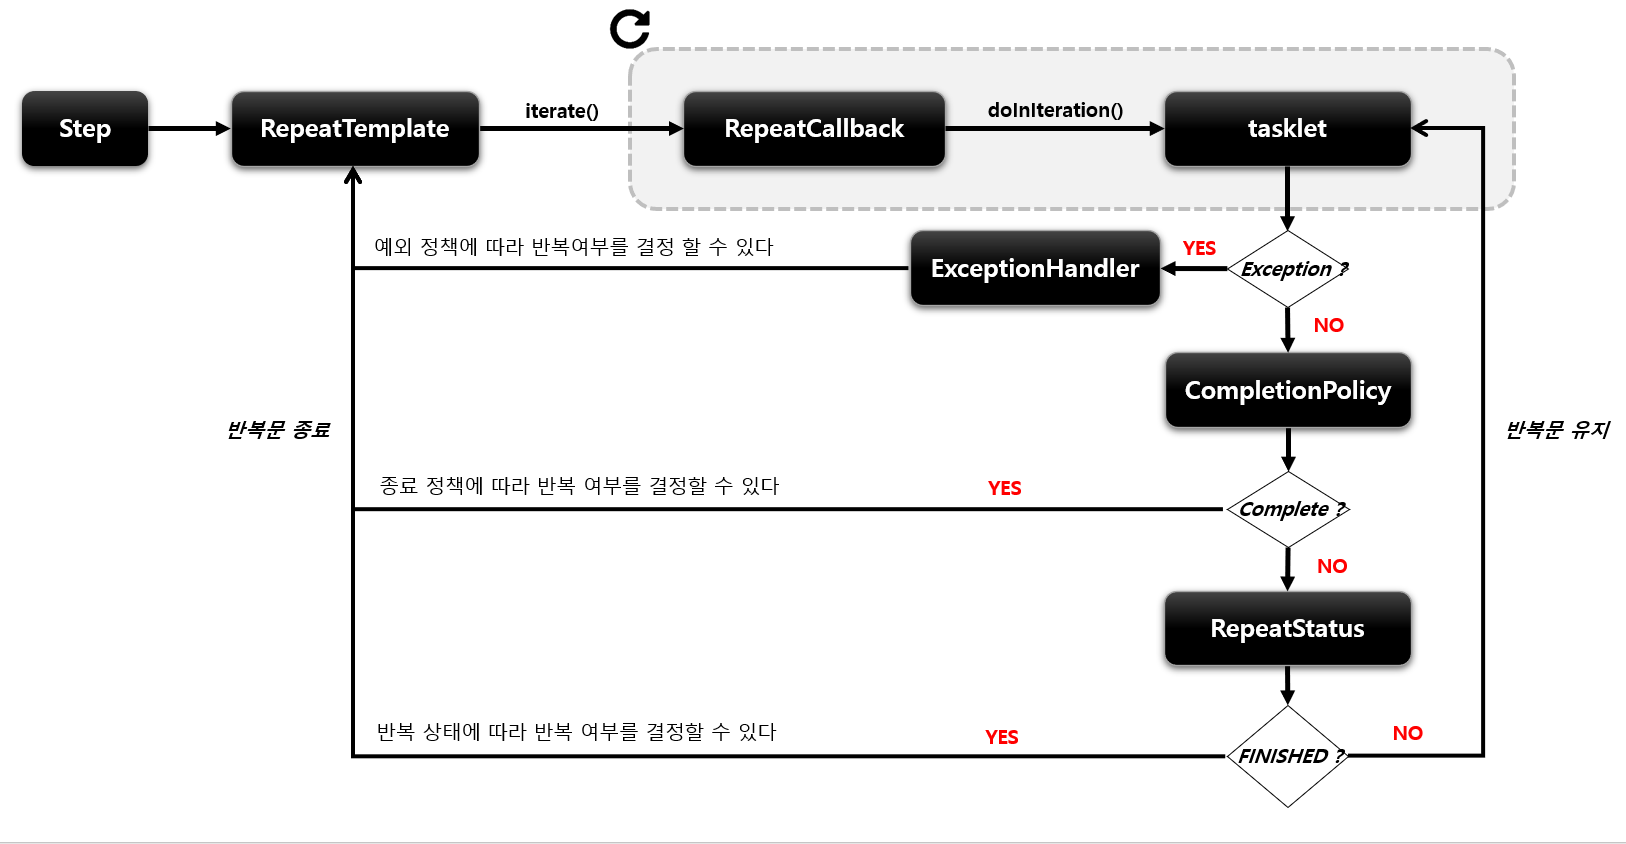 Step
RepeatTemplate
iterate()
RepeatCallback
doInIteration()
tasklet
예외 정책에 따라 반복여부를 결정 할 수 있다
ExceptionHandler
YES
Exception ?
NO
CompletionPolicy
반복문 종료
반복문 유지
종료 정책에 따라 반복 여부를 결정할 수 있다
YES
Complete ?
NO
RepeatStatus
반복 상태에 따라 반복 여부를 결정할 수 있다
YES
FINISHED ?
NO